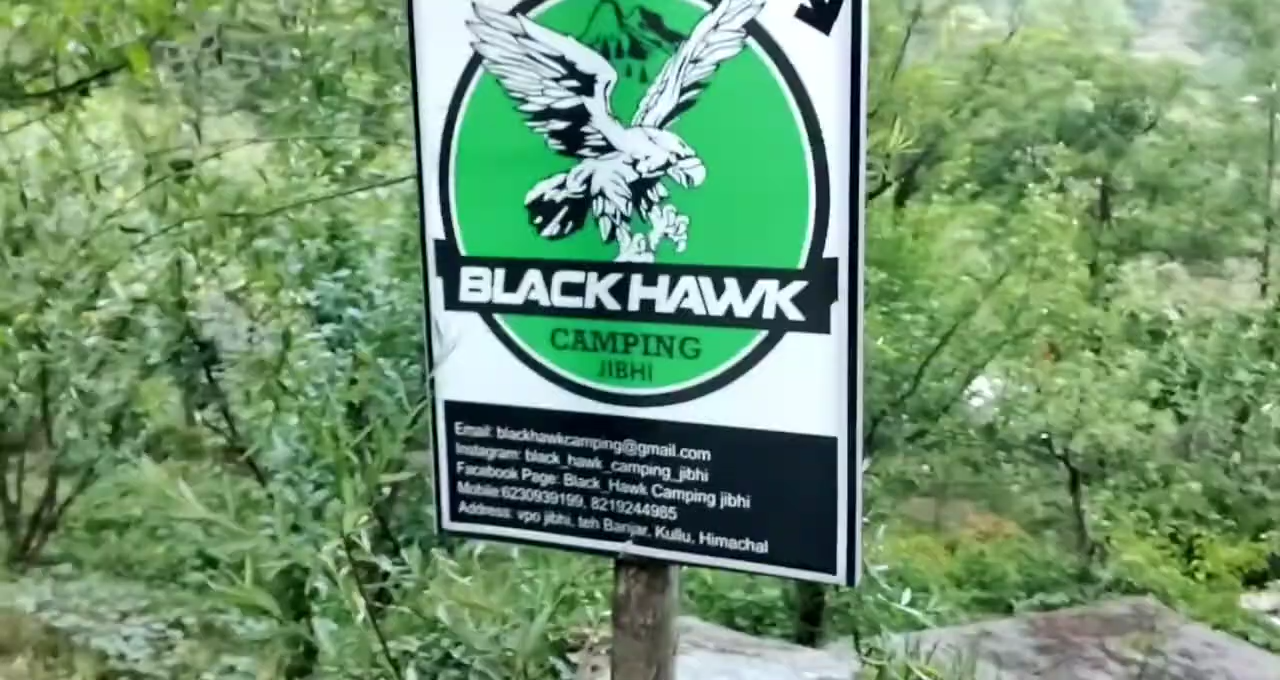 BLACK HAWK
CAMPING
JIBHI
Email: blackhawkcamping@gmail.com
Instagram: black_hawk_camping_jibhi
Facebook Page: Black_Hawk Camping jibhi
Mobile:6230939199, 8219244985
Address: vpo jibhi, teh Banjar, Kullu, Himachal